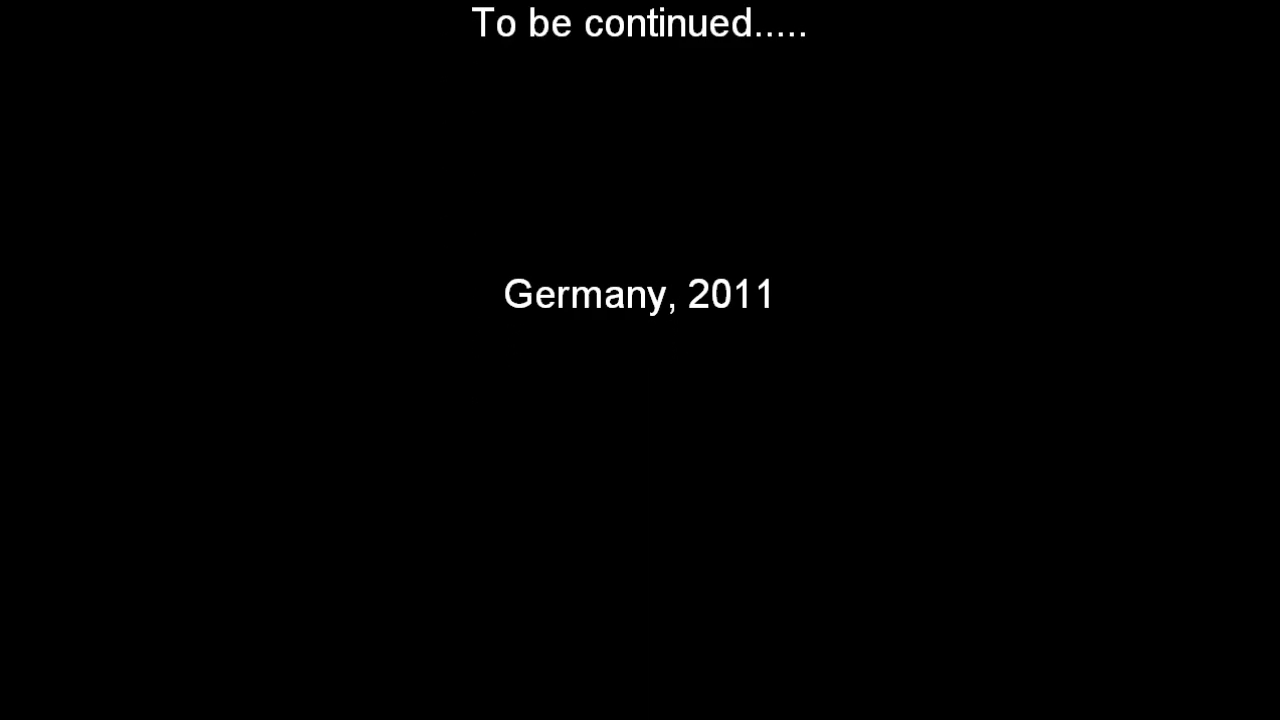 To be continued.....
Germany, 2011